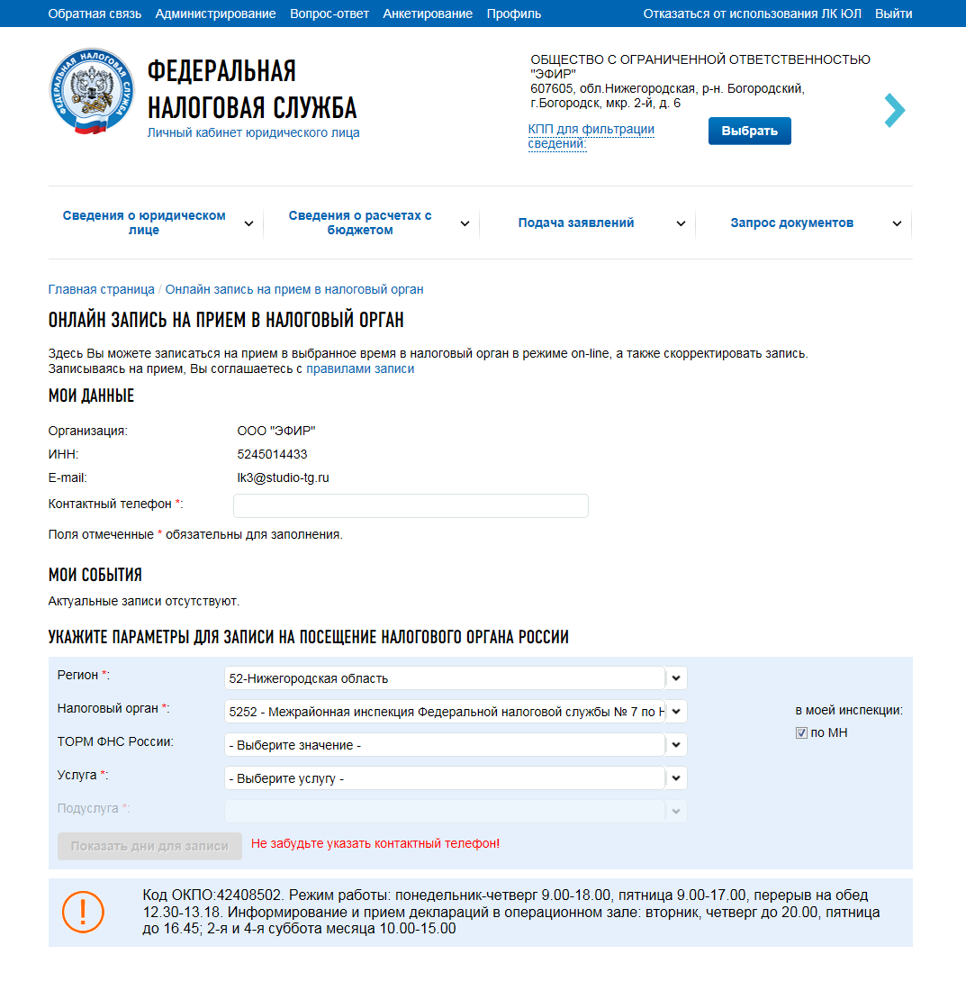 Обратная связь Администрирование Вопрос-ответ Анкетирование Профиль Отказаться от использования ЛК ЮЛ Выйти
ФЕДЕРАЛЬНАЯ НАЛОГОВАЯ СЛУЖБА
ФЕДЕРАЛЬНАЯ
НАЛОГОВАЯ СЛУЖБА
Личный кабинет юридического лица
ОБЩЕСТВО С ОГРАНИЧЕННОЙ ОТВЕТСТВЕННОСТЬЮ
"ЭФИР"
607605, обл.Нижегородская, р-н. Богородский,
г.Богородск, мкр. 2-й, д. 6
КПП для фильтрации
сведений:
Выбрать
Сведения о юридическом
лице
Сведения о расчетах с
бюджетом
Подача заявлений
Запрос документов
Главная страница / Онлайн запись на прием в налоговый орган
ОНЛАЙН ЗАПИСЬ НА ПРИЕМ В НАЛОГОВЫЙ ОРГАН
Здесь Вы можете записаться на прием в выбранное время в налоговый орган в режиме on-line, а также скорректировать запись.
Записываясь на прием, Вы соглашаетесь с правилами записи
МОИ ДАННЫЕ
Организация: ООО "ЭФИР"
ИНН: 5245014433
E-mail: lk3@studio-tg.ru
Контактный телефон *:
Поля отмеченные * обязательны для заполнения.
МОИ СОБЫТИЯ
Актуальные записи отсутствуют.
УКАЖИТЕ ПАРАМЕТРЫ ДЛЯ ЗАПИСИ НА ПОСЕЩЕНИЕ НАЛОГОВОГО ОРГАНА РОССИИ
Регион *: 52-Нижегородская область
Налоговый орган *: 5252 - Межрайонная инспекция Федеральной налоговой службы № 7 по Н
в моей инспекции:
по МН
ТОРМ ФНС России: - Выберите значение -
Услуга *: - Выберите услугу -
Подуслуга *:
Показать дни для записи Не забудьте указать контактный телефон!
Код ОКПО:42408502. Режим работы: понедельник-четверг 9.00-18.00, пятница 9.00-17.00, перерыв на обед
12.30-13.18. Информирование и прием деклараций в операционном зале: вторник, четверг до 20.00, пятница
до 16.45; 2-я и 4-я суббота месяца 10.00-15.00